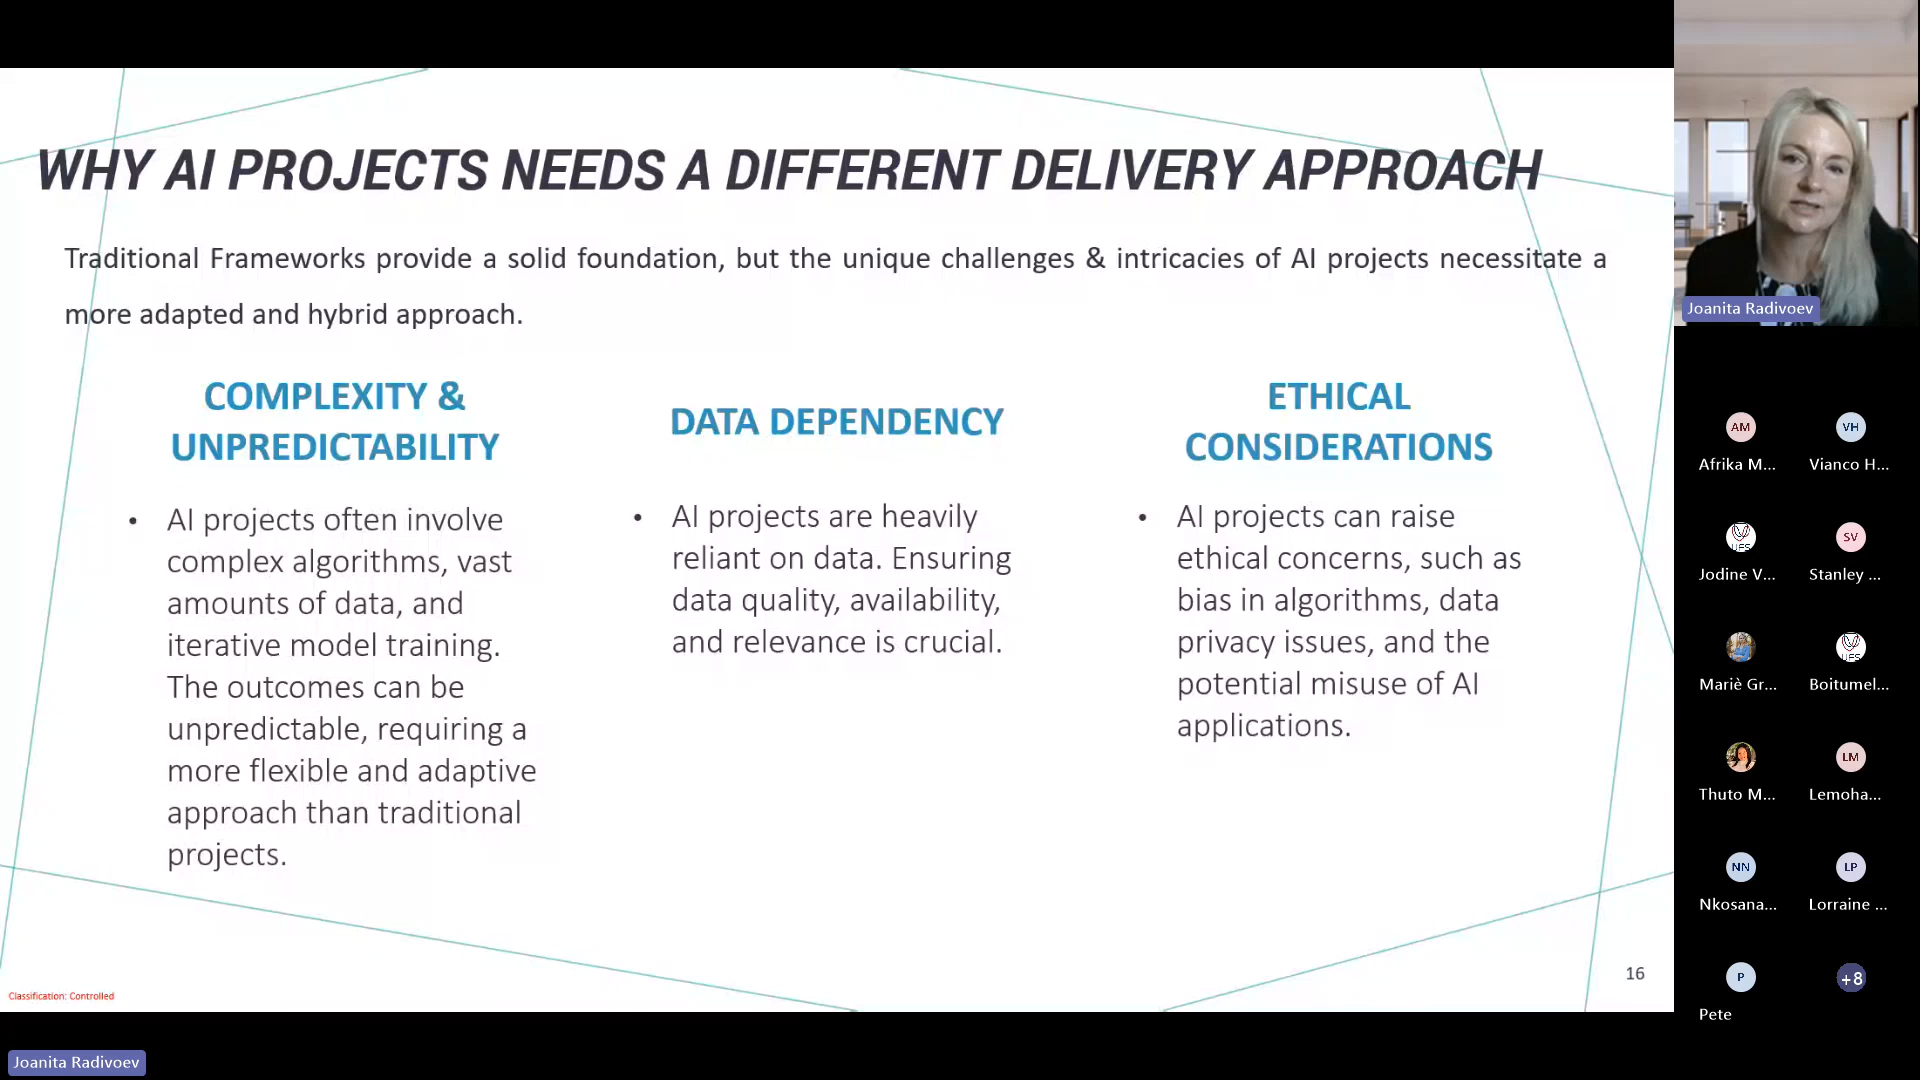 WHY AI PROJECTS NEEDS A DIFFERENT DELIVERY APPROACH
Traditional Frameworks provide a solid foundation, but the unique challenges & intricacies of AI projects necessitate a
more adapted and hybrid approach.
COMPLEXITY &
UNPREDICTABILITY
• AI projects often involve
complex algorithms, vast
amounts of data, and
iterative model training.
The outcomes can be
unpredictable, requiring a
more flexible and adaptive
approach than traditional
projects.
DATA DEPENDENCY
• AI projects are heavily
reliant on data. Ensuring
data quality, availability,
and relevance is crucial.
ETHICAL
CONSIDERATIONS
• AI projects can raise
ethical concerns, such as
bias in algorithms, data
privacy issues, and the
potential misuse of AI
applications.
16
Classification: Controlled
Joanita Radivoev
Joanita Radivoev
AM
Afrika M...
VH
Vianco H...
UFS
Jodine V...
SV
Stanley ...
Mariè Gr...
UFS
Boitumel...
Thuto M...
LM
Lemoha...
NN
Nkosana...
LP
Lorraine ...
P
Pete
+8